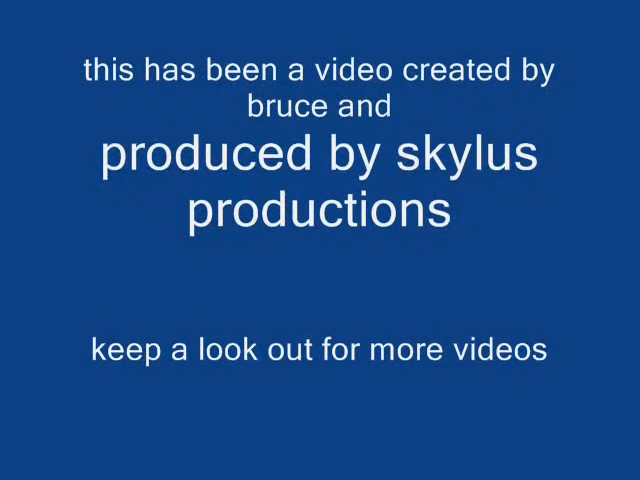 this has been a video created by
bruce and
produced by skylus
productions
keep a look out for more videos